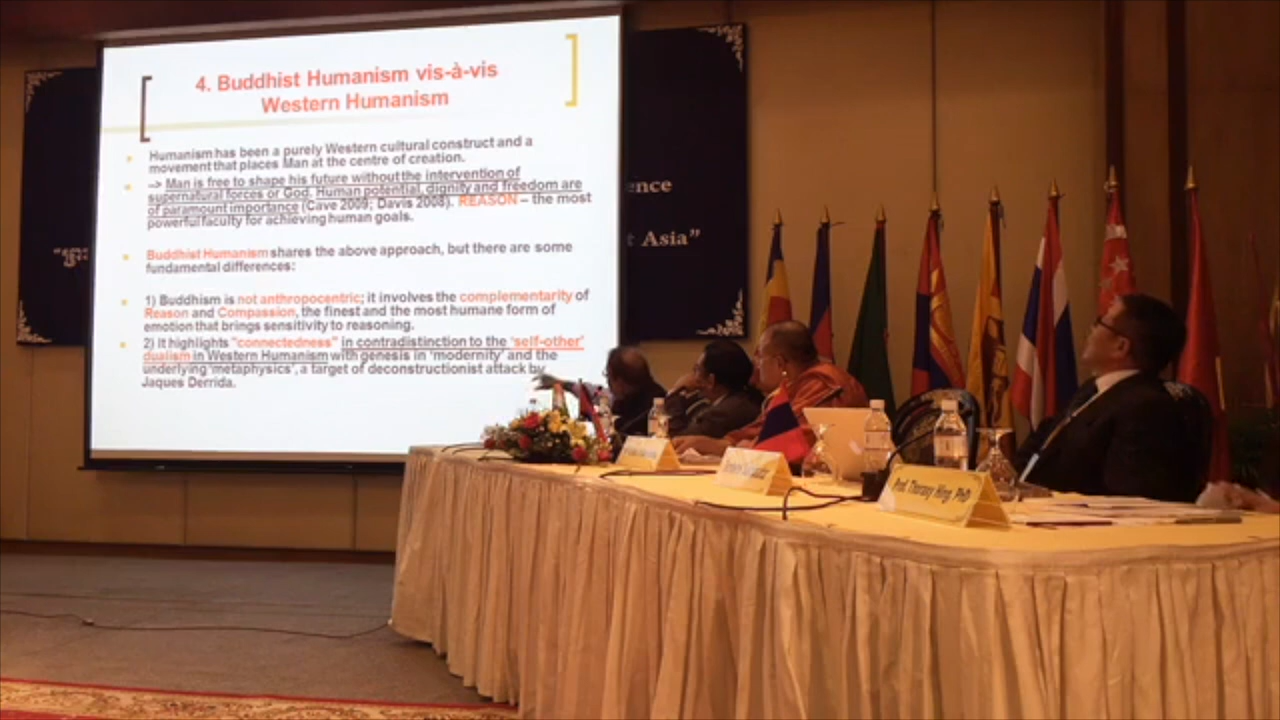 4. Buddhist Humanism vis-à-vis
Western Humanism
Humanism has been a purely Western cultural construct and a
movement that places Man at the centre of creation.
–> Man is free to shape his future without the intervention of
supernatural forces or God. Human potential, dignity and freedom are
of paramount importance (Cave 2009; Davis 2008). REASON – the most
powerful faculty for achieving human goals.
Buddhist Humanism shares the above approach, but there are some
fundamental differences:
1) Buddhism is not anthropocentric; it involves the complementarity of
Reason and Compassion, the finest and the most humane form of
emotion that brings sensitivity to reasoning.
2) It highlights "connectedness" in contradistinction to the 'self-other'
dualism in Western Humanism with genesis in 'modernity' and the
underlying 'metaphysics', a target of deconstructionist attack by
Jaques Derrida.
ence
t Asia”
Prof. Thorany Hing PhD